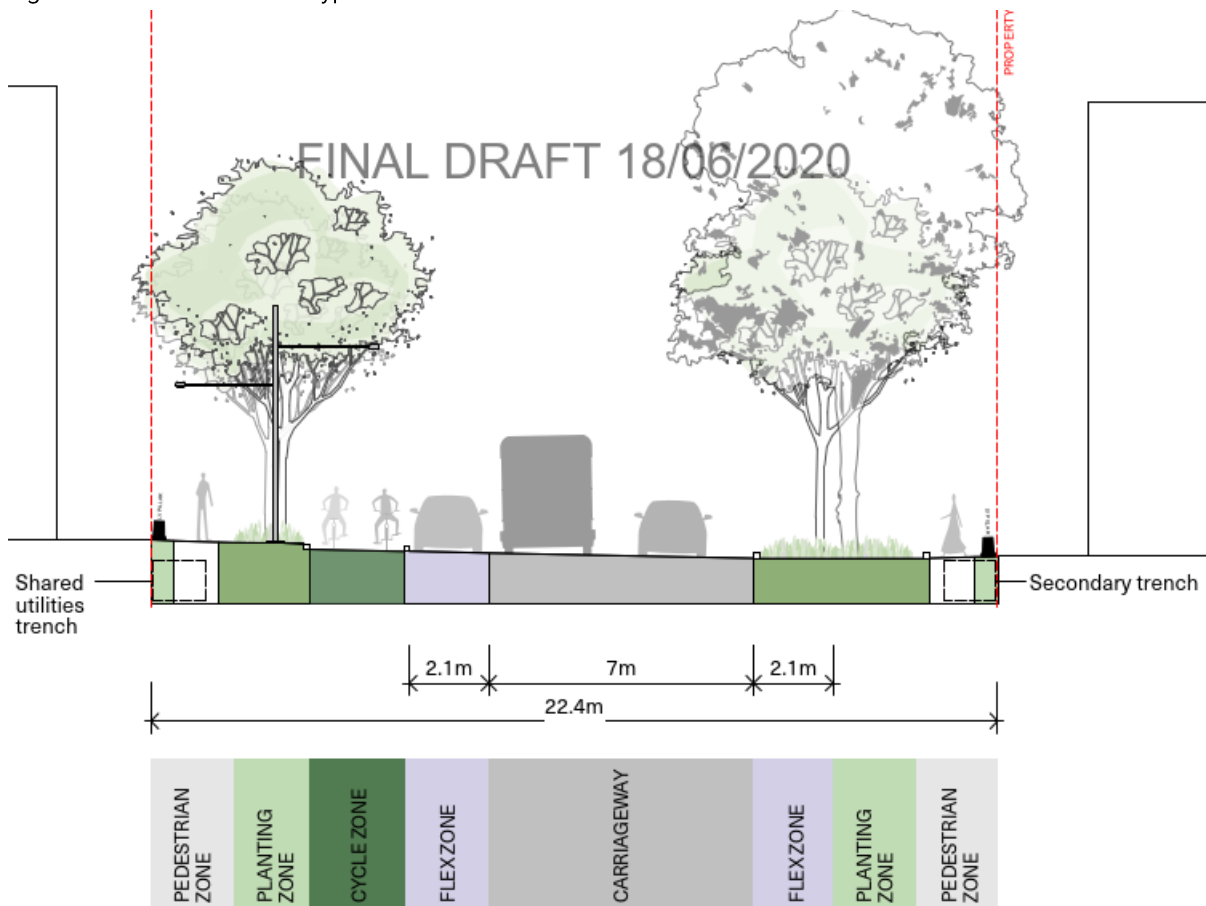 PROPERTY
FINAL DRAFT 18/06/2020
Shared
utilities
trench
Secondary trench
2.1m
7m
2.1m
22.4m
PEDESTRIAN
ZONE
PLANTING
ZONE
CYCLE ZONE
FLEX ZONE
CARRIAGEWAY
FLEX ZONE
PLANTING
ZONE
PEDESTRIAN
ZONE